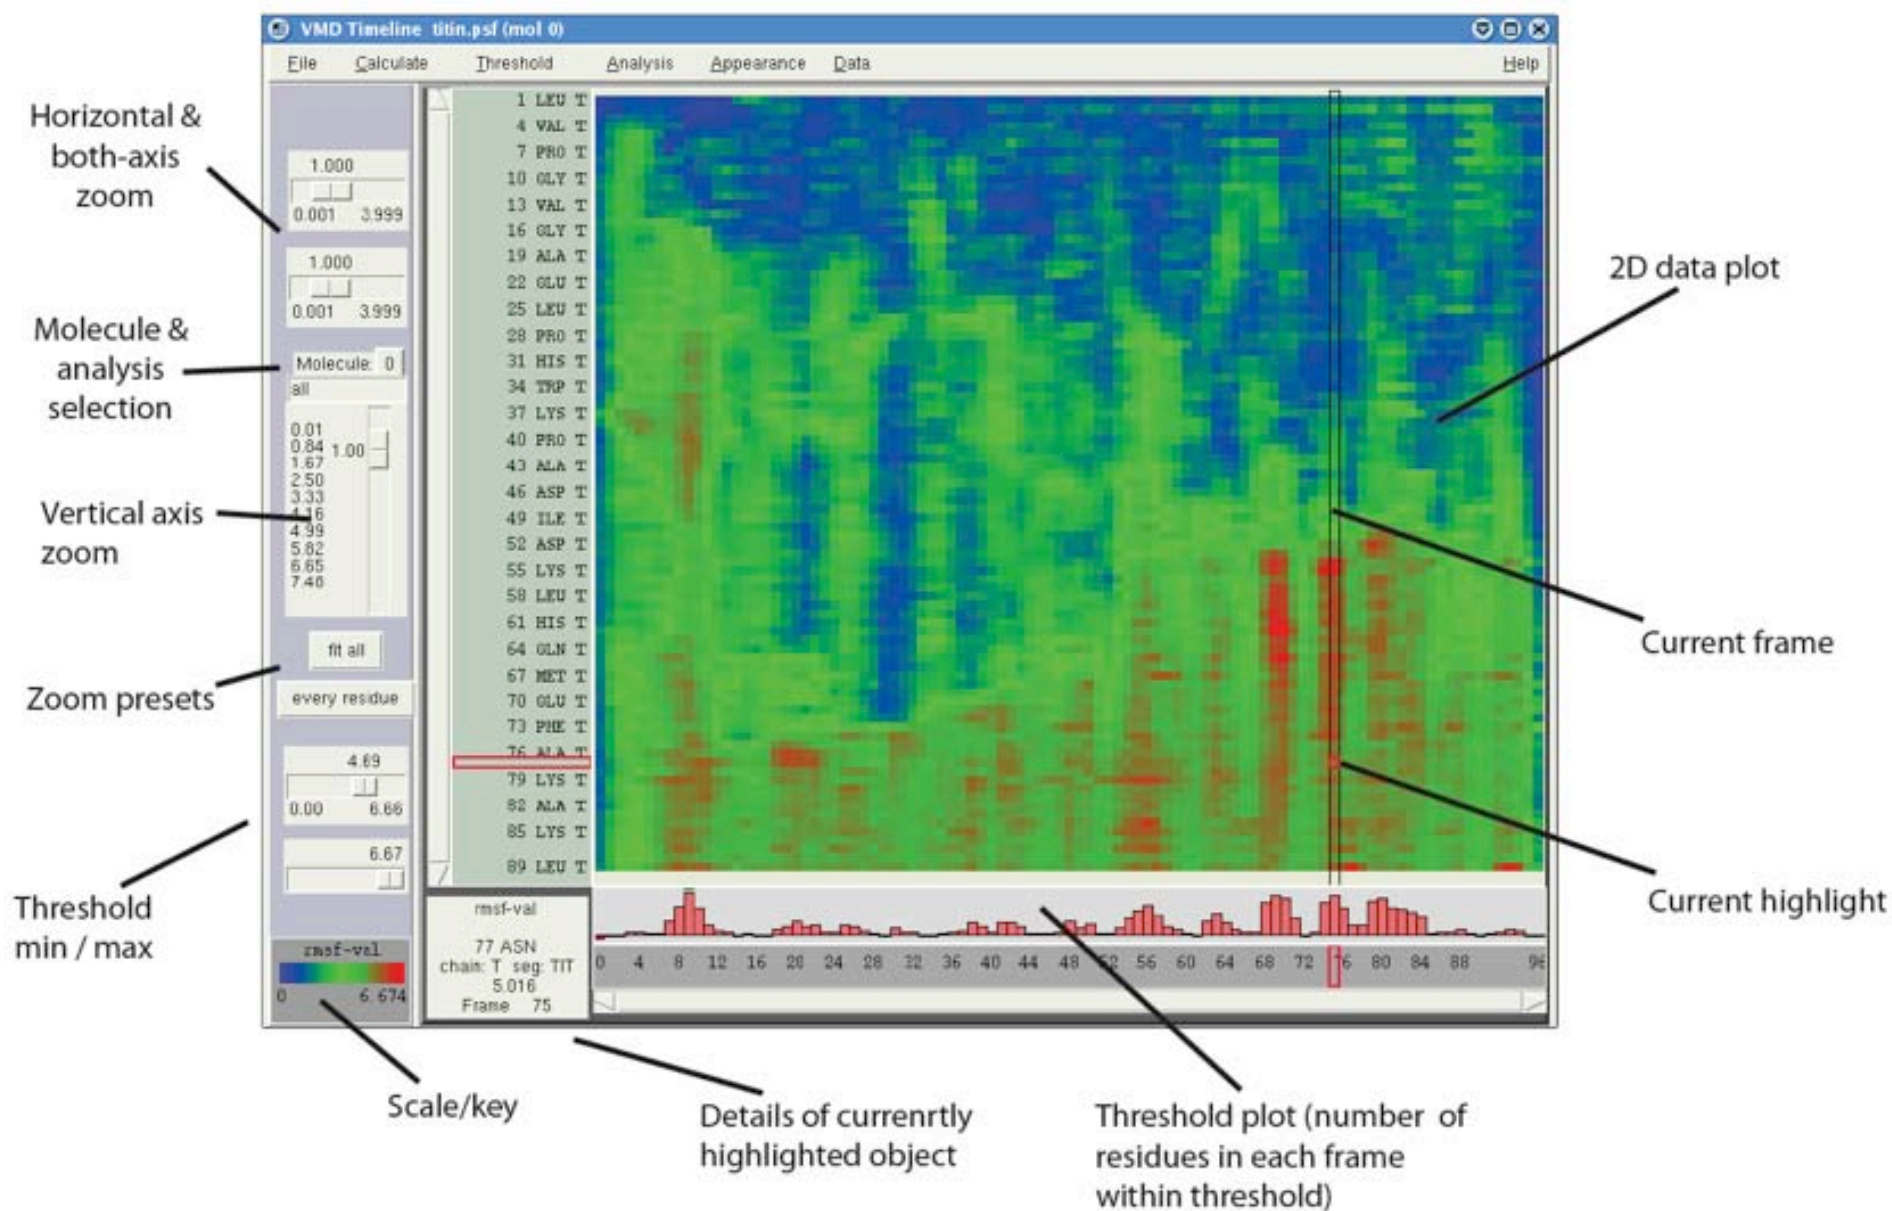 VMD Timeline titin.psf (mol 0)
File Calculate Threshold Analysis Appearance Data Help
Horizontal &
both-axis
zoom
Molecule &
analysis
selection
Vertical axis
zoom
Zoom presets
Threshold
min / max
1.000
0.001 3.999
1.000
0.001 3.999
Molecule: 0
all
0.01
0.84
1.67
2.50
3.33
4.16
4.99
5.82
6.65
7.48
1.00
fit all
every residue
4.69
0.00 6.66
6.67
rmsf-val
0 6.674
1 LEU T
4 VAL T
7 PRO T
10 GLY T
13 VAL T
16 GLY T
19 ALA T
22 GLU T
25 LEU T
28 PRO T
31 HIS T
34 TRP T
37 LYS T
40 PRO T
43 ALA T
46 ASP T
49 ILE T
52 ASP T
55 LYS T
58 LEU T
61 HIS T
64 GLN T
67 MET T
70 GLU T
73 PHE T
76 ALA T
79 LYS T
82 ALA T
85 LYS T
89 LEU T
rmsf-val
77 ASN
chain: T seg: TIT
5.016
Frame 75
0 4 8 12 16 20 24 28 32 36 40 44 48 52 56 60 64 68 72 76 80 84 88 96
2D data plot
Current frame
Current highlight
Scale/key
Details of currenrtly
highlighted object
Threshold plot (number of
residues in each frame
within threshold)